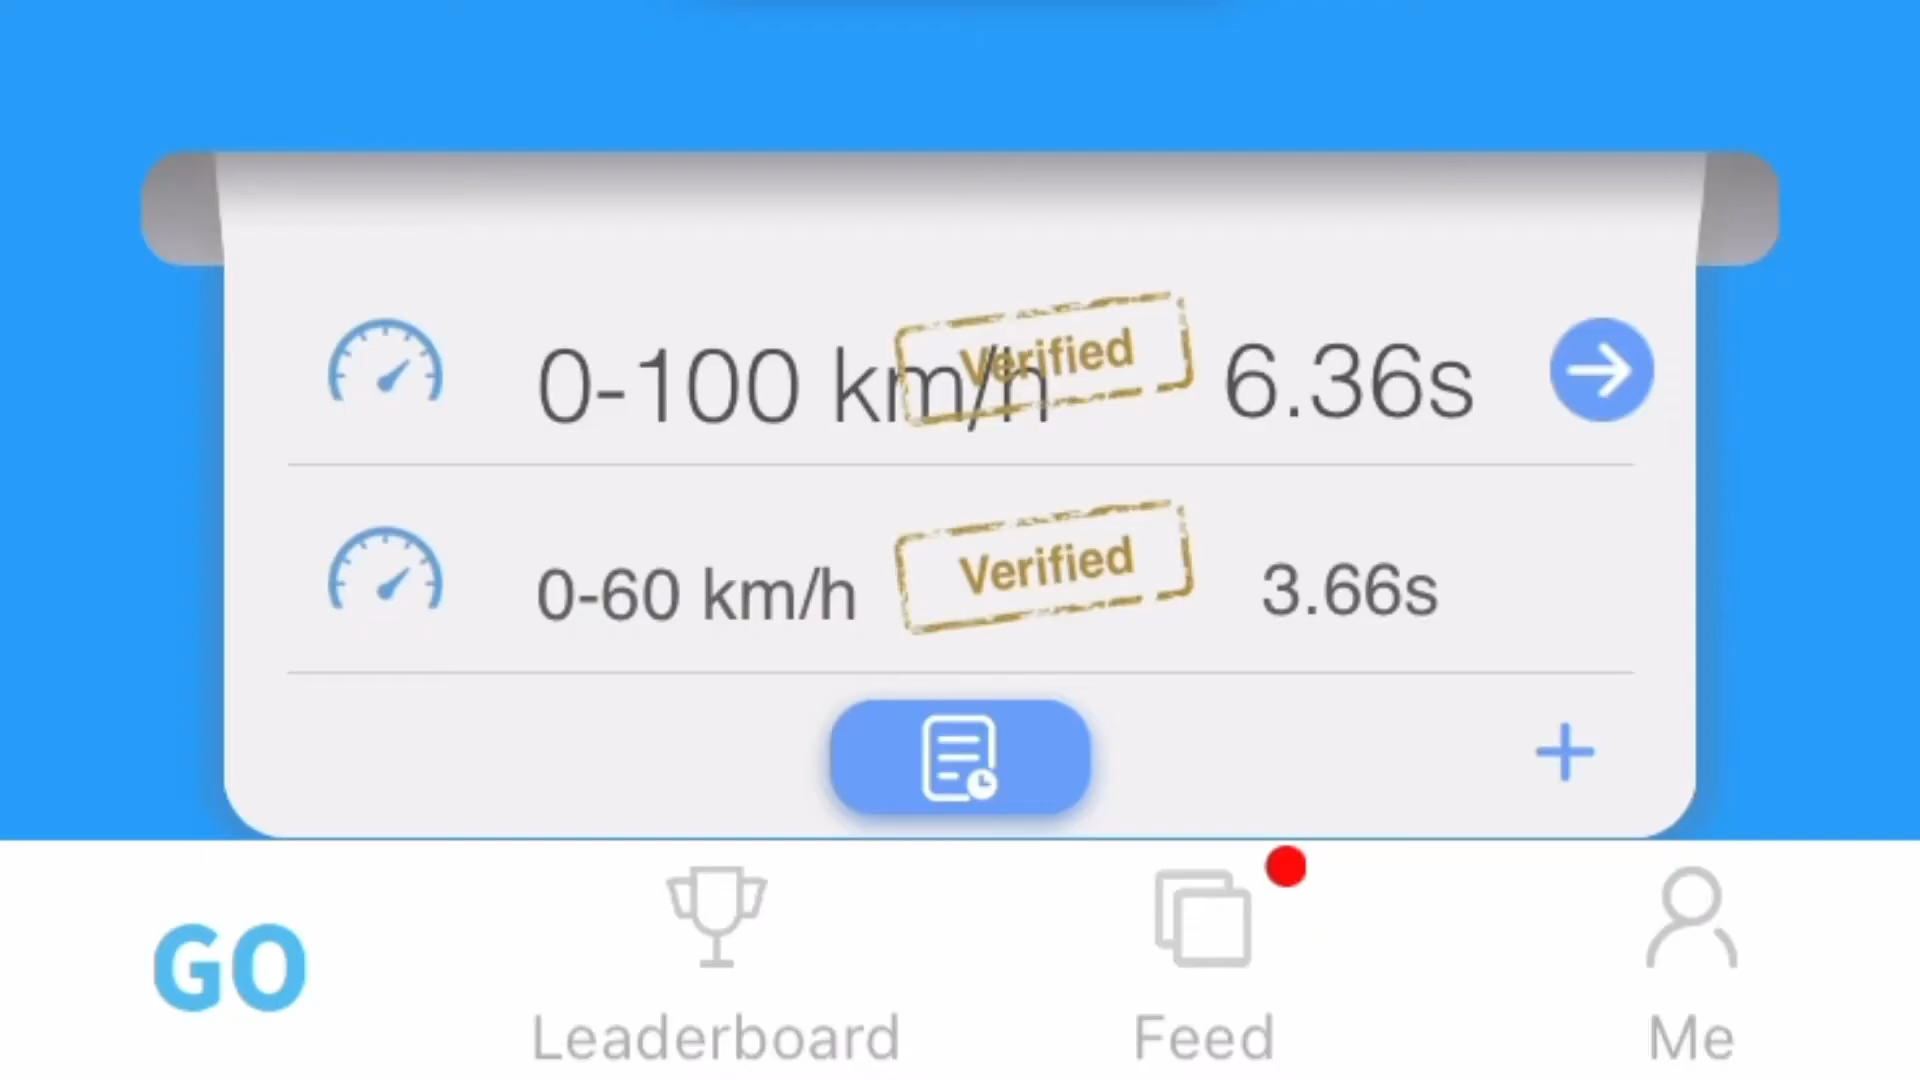 0-100 km/h Verified 6.36s
0-60 km/h Verified 3.66s
GO Leaderboard Feed Me